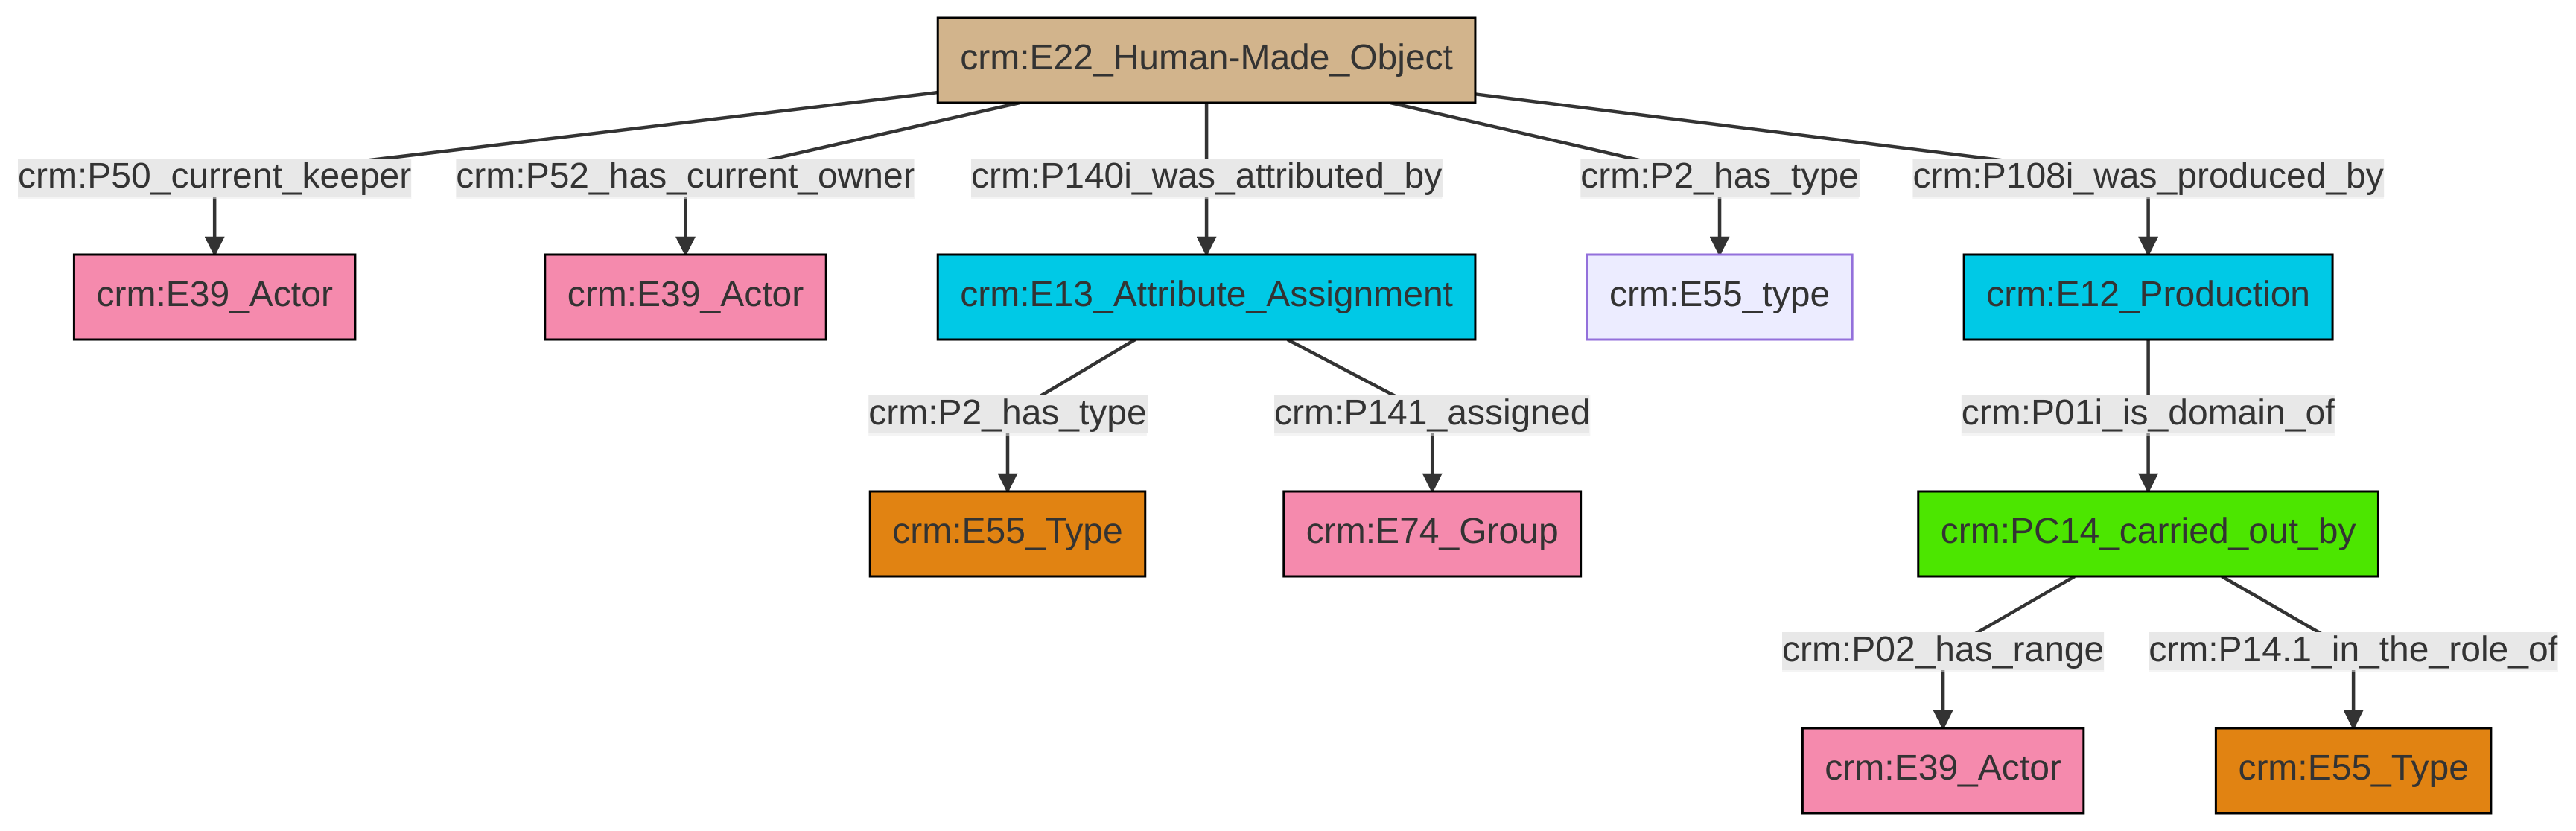 crm:E22_Human-Made_Object
crm:P50_current_keeper
crm:P52_has_current_owner
crm:P140i_was_attributed_by
crm:P2_has_type
crm:P108i_was_produced_by
crm:E39_Actor
crm:E39_Actor
crm:E13_Attribute_Assignment
crm:E55_type
crm:E12_Production
crm:P2_has_type
crm:P141_assigned
crm:P01i_is_domain_of
crm:E55_Type
crm:E74_Group
crm:PC14_carried_out_by
crm:P02_has_range
crm:P14.1_in_the_role_of
crm:E39_Actor
crm:E55_Type